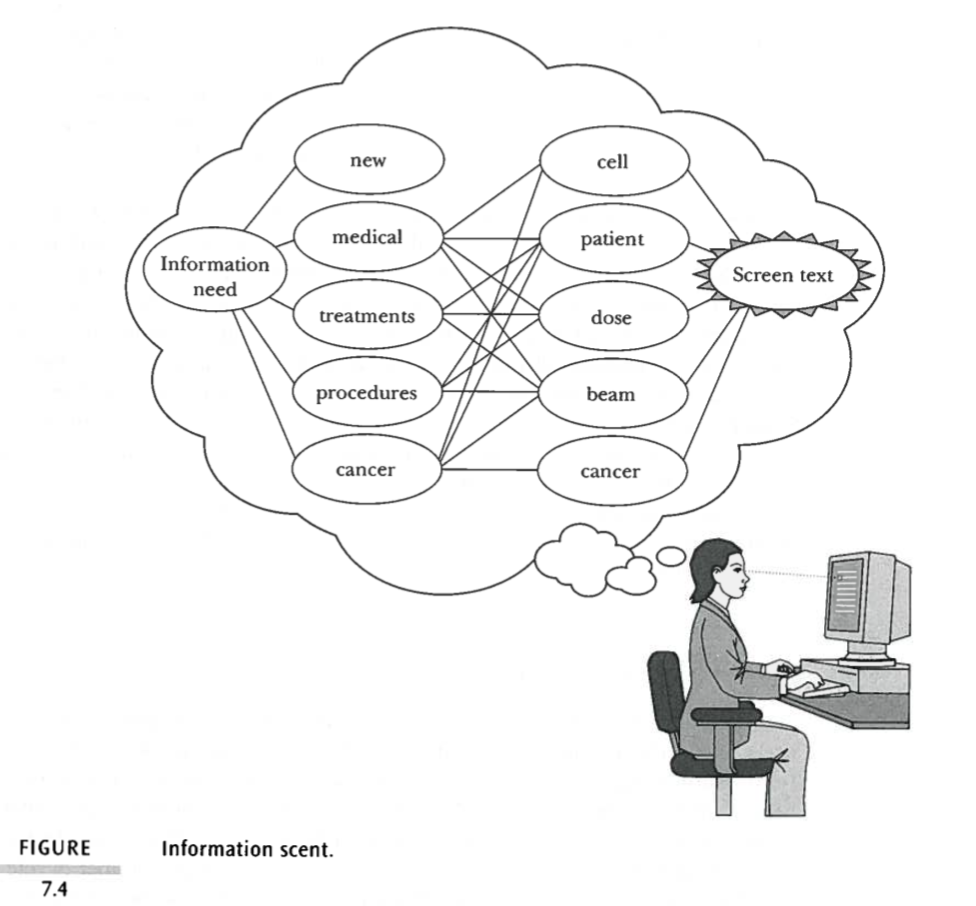 new
cell
medical
patient
Information
need
Screen text
treatments
dose
procedures
beam
cancer
cancer
FIGURE
Information scent.
7.4